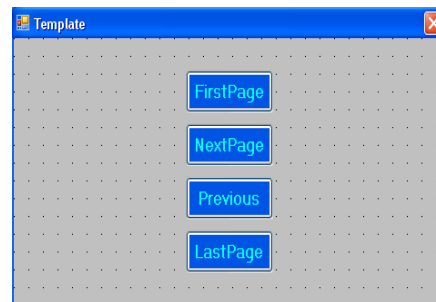 Template
FirstPage
NextPage
Previous
LastPage